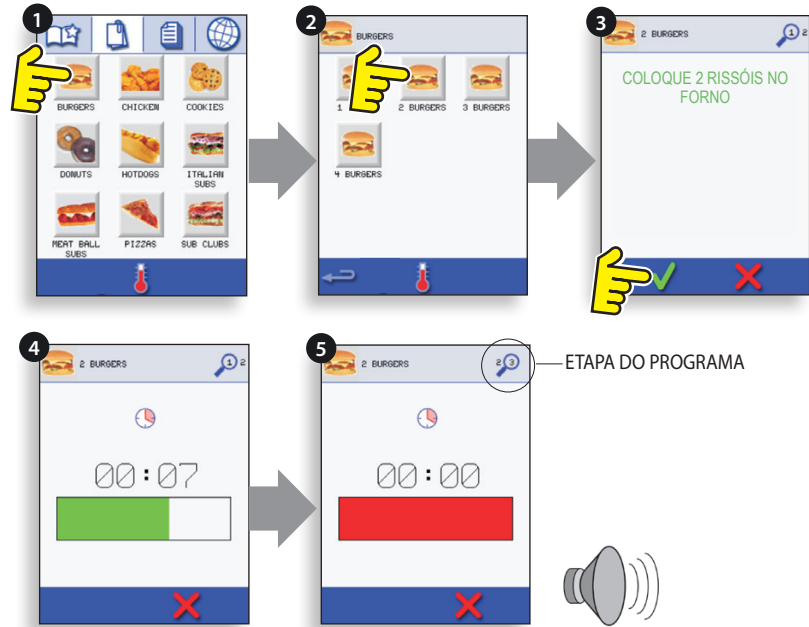 1
2
3
BURGERS
CHICKEN
COOKIES
DONUTS
HOTDOGS
ITALIAN
SUBS
MEAT BALL
SUBS
PIZZAS
SUB CLUBS
BURGERS
1
2 BURGERS
3 BURGERS
4 BURGERS
2 BURGERS
1 2
COLOQUE 2 RISSÓIS NO
FORNO
4
2 BURGERS
1 2
00:07
5
2 BURGERS
2 3
ETAPA DO PROGRAMA
00:00